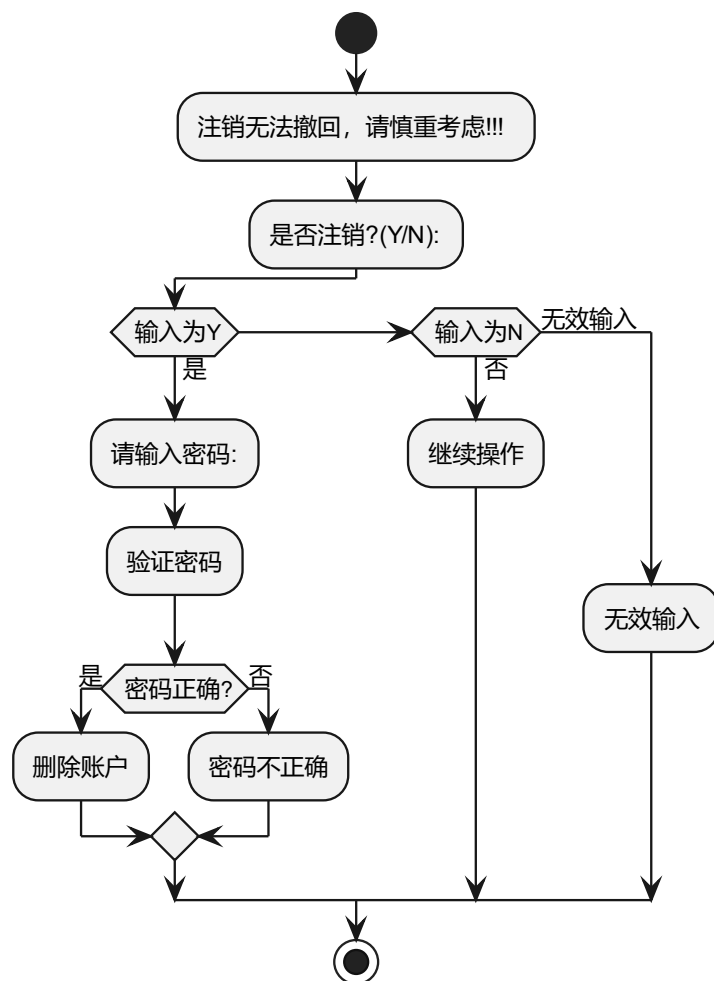 注销无法撤回，请慎重考虑!!!
是否注销?(Y/N):
输入为Y
输入为N
无效输入
是
否
请输入密码:
继续操作
验证密码
无效输入
是
密码正确?
否
删除账户
密码不正确